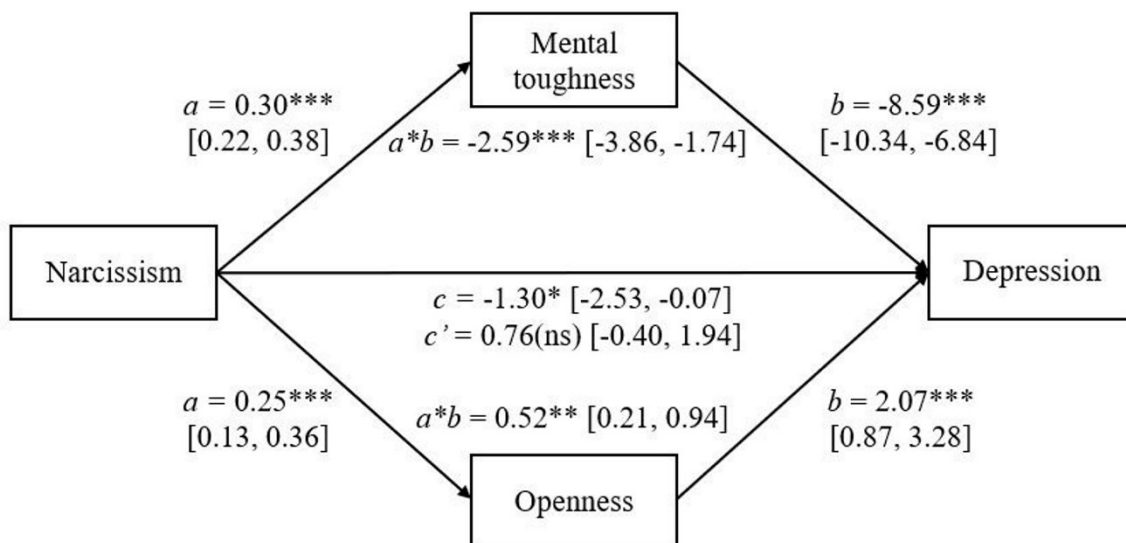 Mental
toughness
a = 0.30***
[0.22, 0.38]
b = -8.59***
[-10.34, -6.84]
a*b = -2.59*** [-3.86, -1.74]
Narcissism
Depression
c = -1.30* [-2.53, -0.07]
c’ = 0.76(ns) [-0.40, 1.94]
a = 0.25***
[0.13, 0.36]
a*b = 0.52** [0.21, 0.94]
b = 2.07***
[0.87, 3.28]
Openness